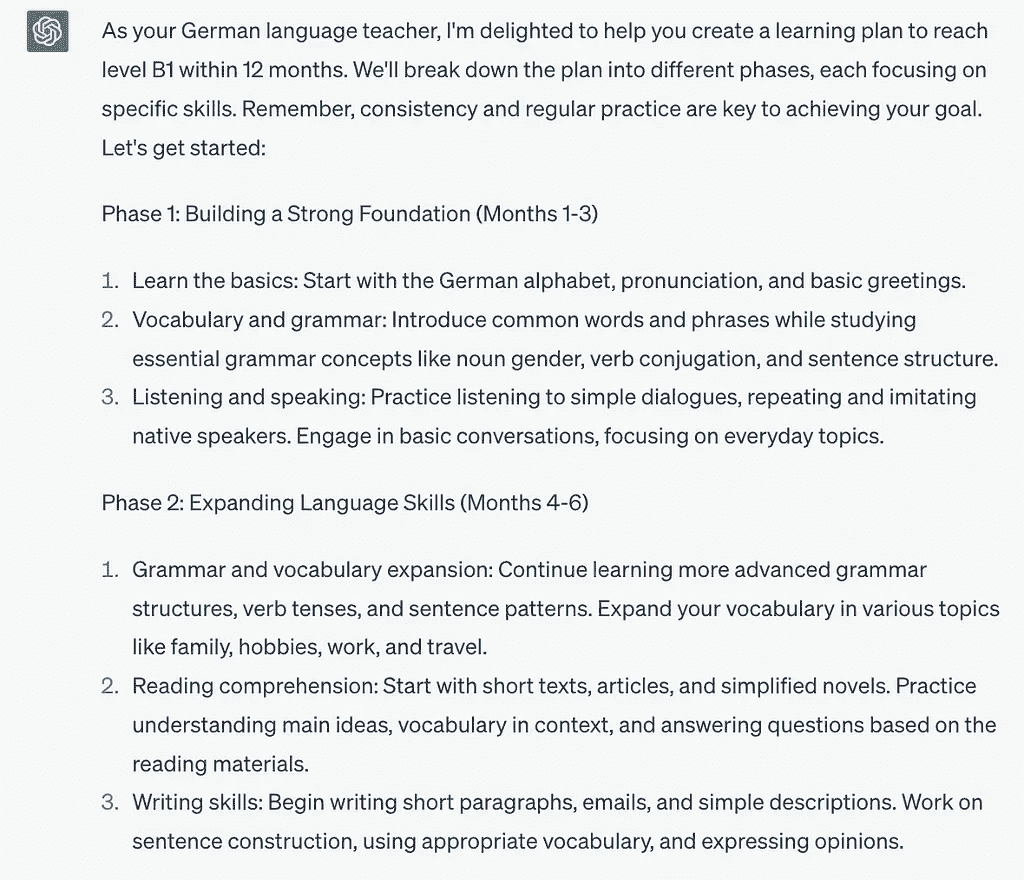 As your German language teacher, I'm delighted to help you create a learning plan to reach
level B1 within 12 months. We'll break down the plan into different phases, each focusing on
specific skills. Remember, consistency and regular practice are key to achieving your goal.
Let's get started:
Phase 1: Building a Strong Foundation (Months 1-3)
1. Learn the basics: Start with the German alphabet, pronunciation, and basic greetings.
2. Vocabulary and grammar: Introduce common words and phrases while studying
essential grammar concepts like noun gender, verb conjugation, and sentence structure.
3. Listening and speaking: Practice listening to simple dialogues, repeating and imitating
native speakers. Engage in basic conversations, focusing on everyday topics.
Phase 2: Expanding Language Skills (Months 4-6)
1. Grammar and vocabulary expansion: Continue learning more advanced grammar
structures, verb tenses, and sentence patterns. Expand your vocabulary in various topics
like family, hobbies, work, and travel.
2. Reading comprehension: Start with short texts, articles, and simplified novels. Practice
understanding main ideas, vocabulary in context, and answering questions based on the
reading materials.
3. Writing skills: Begin writing short paragraphs, emails, and simple descriptions. Work on
sentence construction, using appropriate vocabulary, and expressing opinions.